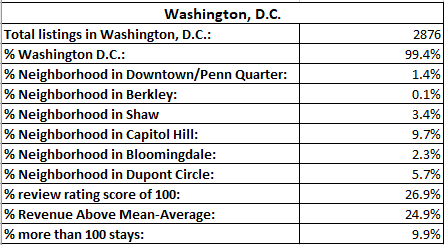 Washington, D.C.
Total listings in Washington, D.C.: 2876
% Washington D.C.: 99.4%
% Neighborhood in Downtown/Penn Quarter: 1.4%
% Neighborhood in Berkley: 0.1%
% Neighborhood in Shaw 3.4%
% Neighborhood in Capitol Hill: 9.7%
% Neighborhood in Bloomingdale: 2.3%
% Neighborhood in Dupont Circle: 5.7%
% review rating score of 100: 26.9%
% Revenue Above Mean-Average: 24.9%
% more than 100 stays: 9.9%